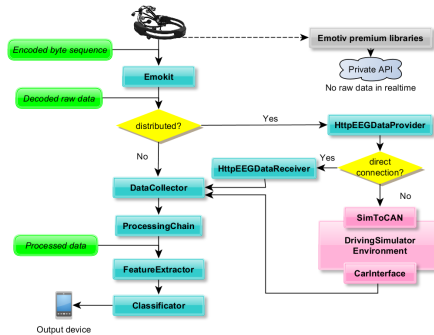 Encoded byte sequence
Emotiv premium libraries
Private API
No raw data in realtime
Emokit
Decoded raw data
distributed?
Yes
HttpEEGDataProvider
No
HttpEEGDataReceiver
Yes
direct
connection?
No
DataCollector
SimToCAN
ProcessingChain
DrivingSimulator
Environment
Processed data
FeatureExtractor
CarInterface
Classificator
Output device